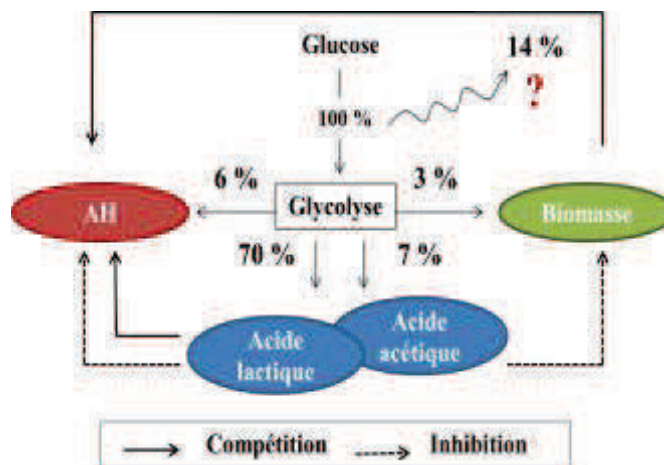 Glucose
14 %
?
100 %
6 %
3 %
AH
Glycolyse
Biomasse
70 %
7 %
Acide
lactique
Acide
acétique
Compétition
Inhibition